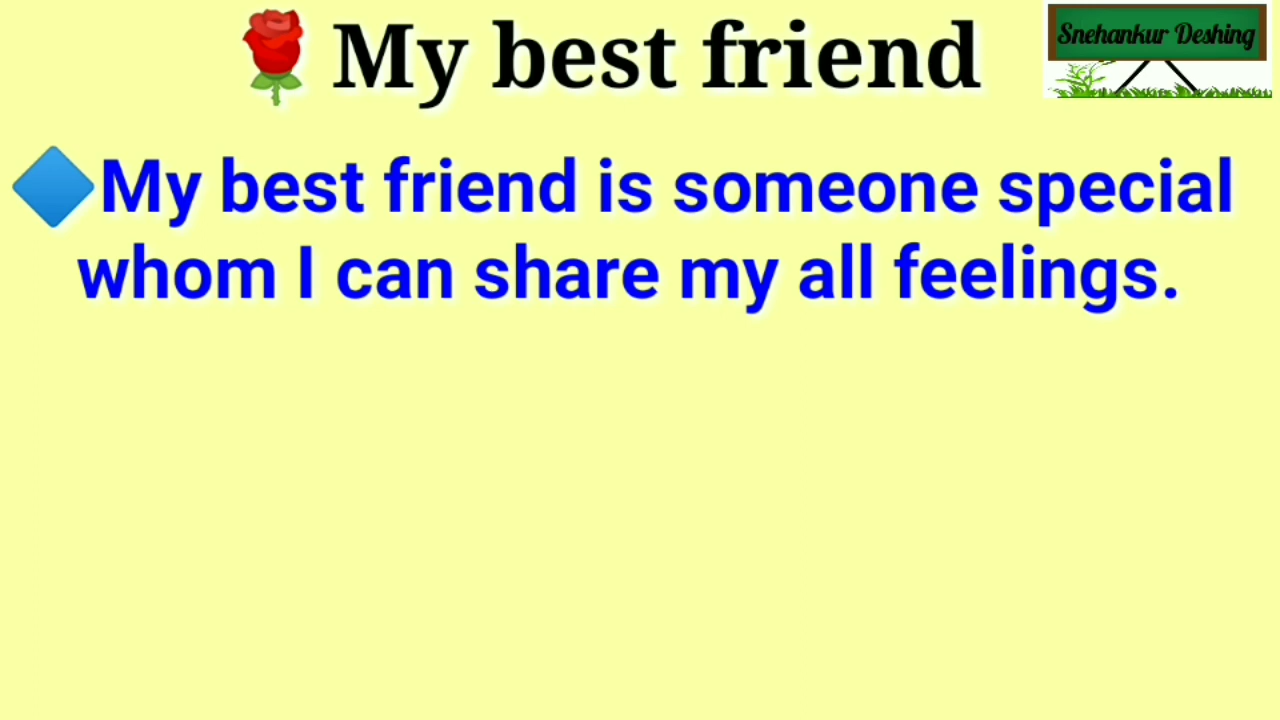 🌹My best friend
Snehankur Deshing
🔷My best friend is someone special
whom I can share my all feelings.